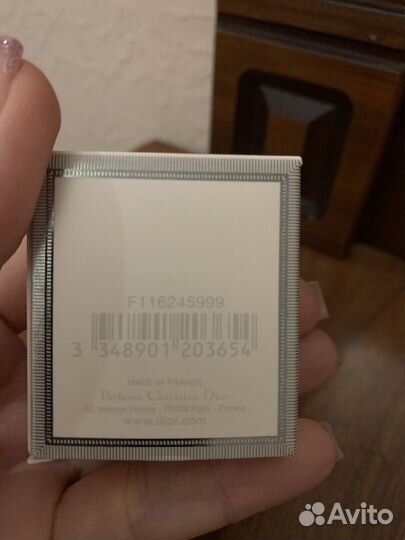 F116245999
3 348901 203654
MADE IN FRANCE
Parfums Christian Dior
33, avenue Hoche - 75008 Paris - France
www.dior.com
Avito